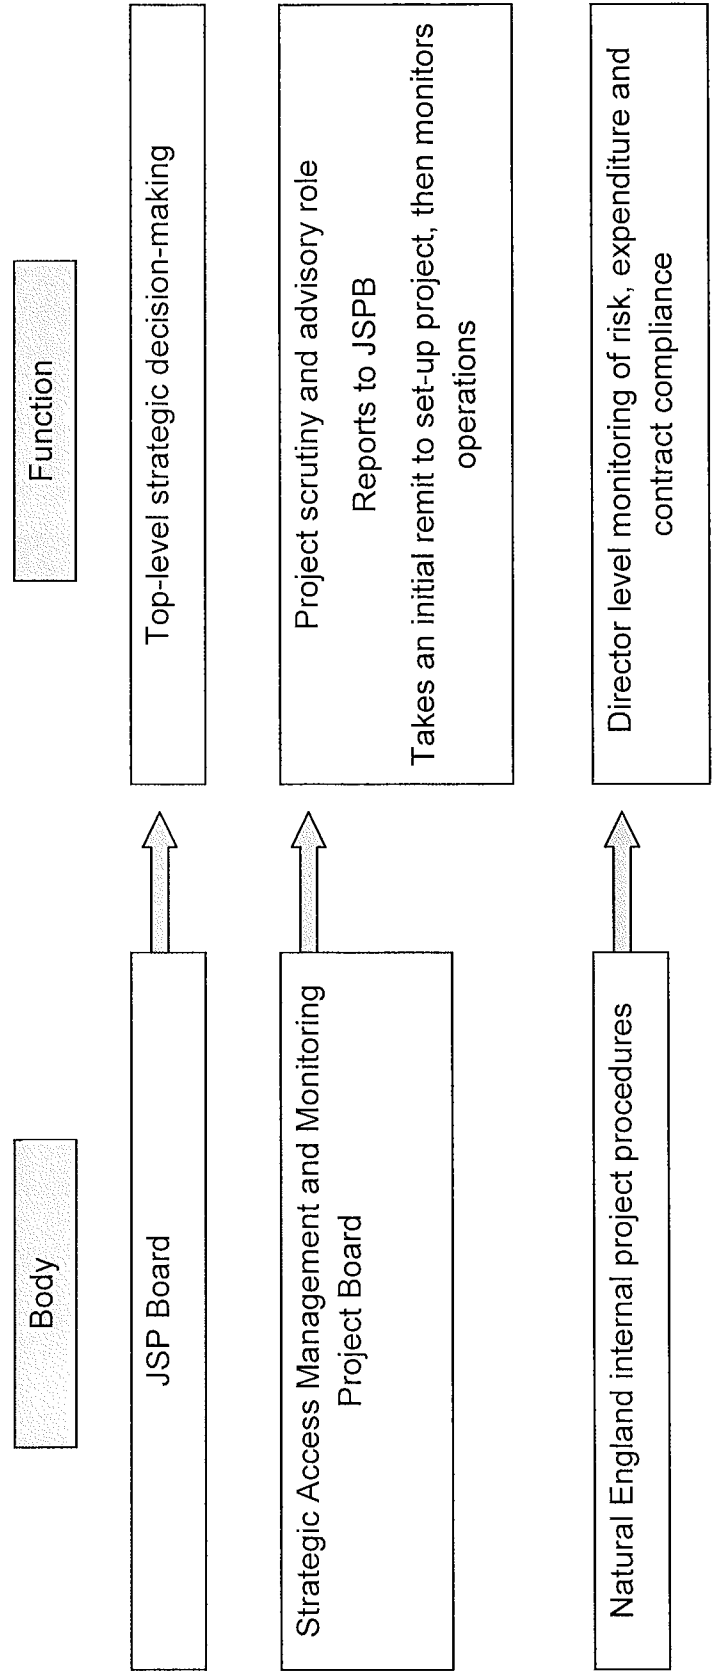 Body
Function
JSP Board
Top-level strategic decision-making
Strategic Access Management and Monitoring
Project Board
Project scrutiny and advisory role
Reports to JSPB
Takes an initial remit to set-up project, then monitors
operations
Natural England internal project procedures
Director level monitoring of risk, expenditure and
contract compliance